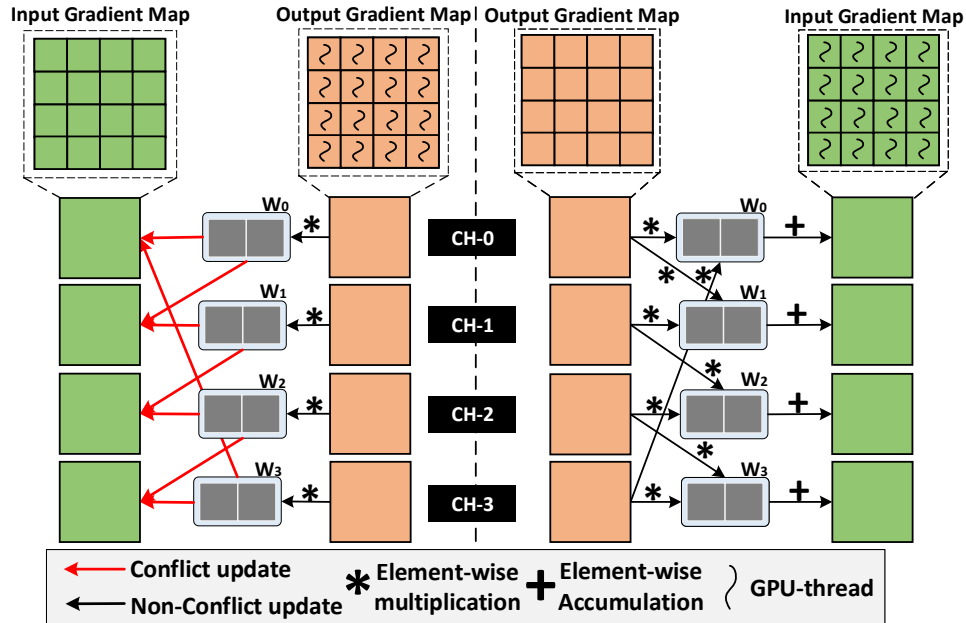 Input Gradient Map
Output Gradient Map
Output Gradient Map
Input Gradient Map
W0
*
CH-0
*
W0
+
*
*
W1
*
CH-1
*
W1
+
*
W2
*
CH-2
*
W2
+
*
W3
*
CH-3
*
W3
+
Conflict update
Non-Conflict update
* Element-wise
multiplication
+ Element-wise
Accumulation
GPU-thread